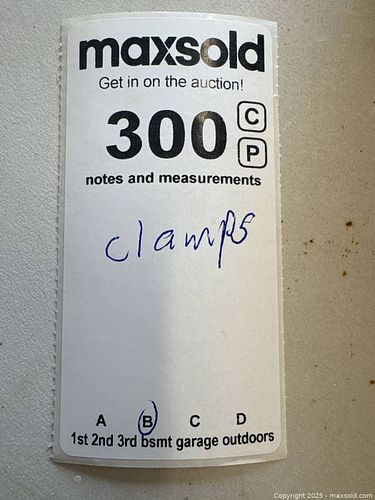 maxsold
Get in on the auction!
300 C
P
notes and measurements
clamps
A B C D
1st 2nd 3rd bsmt garage outdoors
Copyright 2025 - maxsold.com